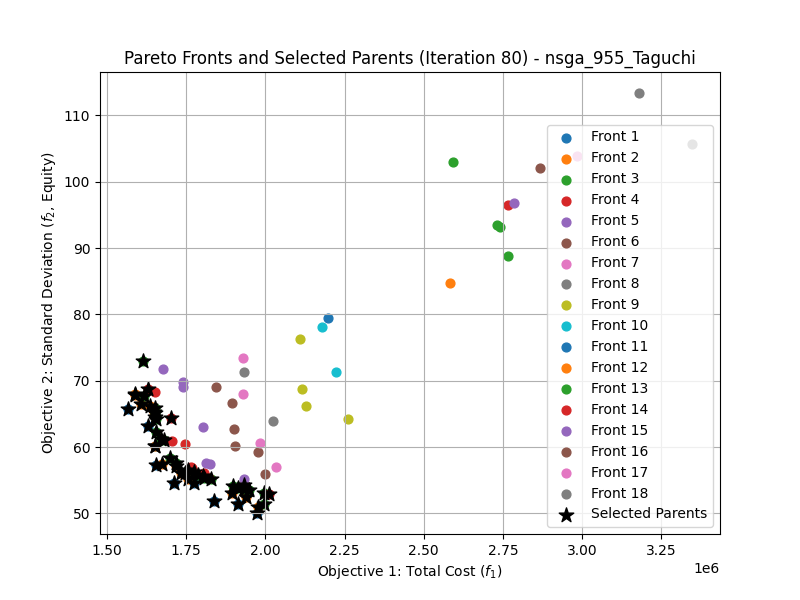 Pareto Fronts and Selected Parents (Iteration 80) - nsga_955_Taguchi
Objective 2: Standard Deviation (f₂, Equity)
110
100
90
80
70
60
50
Front 1
Front 2
Front 3
Front 4
Front 5
Front 6
Front 7
Front 8
Front 9
Front 10
Front 11
Front 12
Front 13
Front 14
Front 15
Front 16
Front 17
Front 18
Selected Parents
1.50 1.75 2.00 2.25 2.50 2.75 3.00 3.25
1e6
Objective 1: Total Cost (f₁)